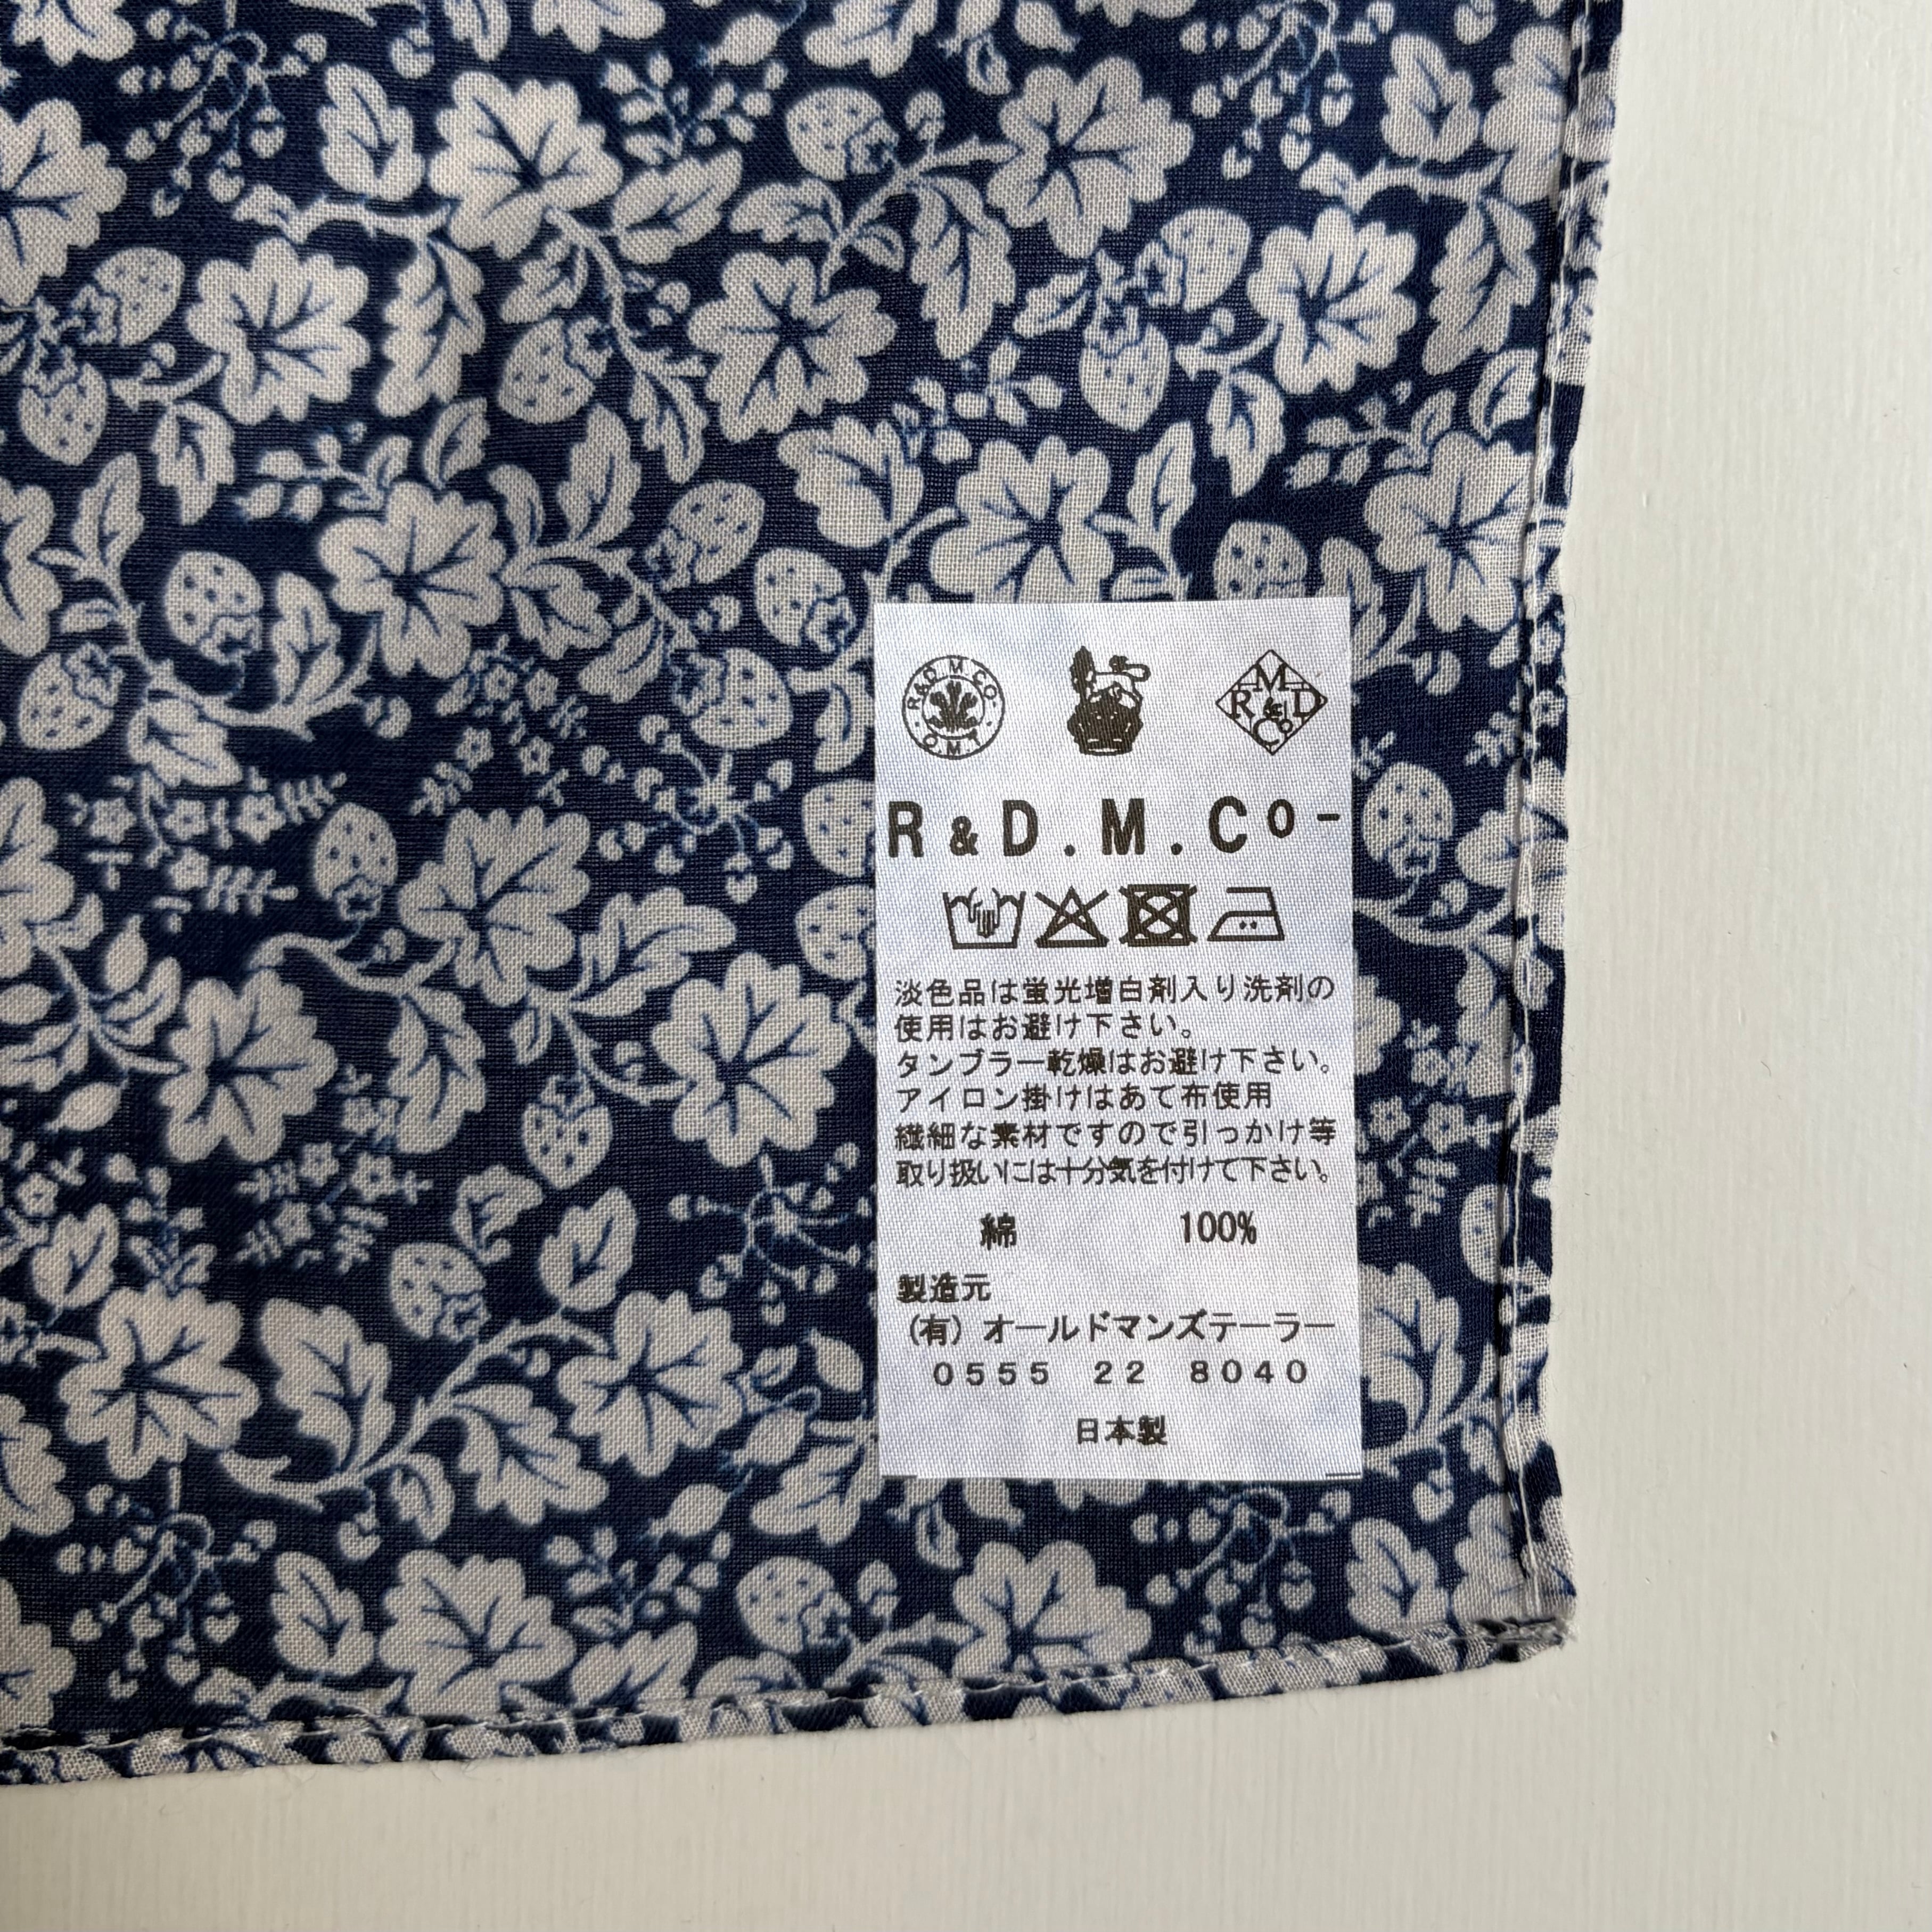 R&D M CO. O.M.T.
R M & D Co
R & D . M . Co -
淡色品は蛍光増白剤入り洗剤の
使用はお避け下さい。
タンブラー乾燥はお避け下さい。
アイロン掛けはあて布使用
繊細な素材ですので引っかけ等
取り扱いには十分気を付けて下さい。
綿 100%
製造元
(有) オールドマンズテーラー
0555 22 8040
日本製